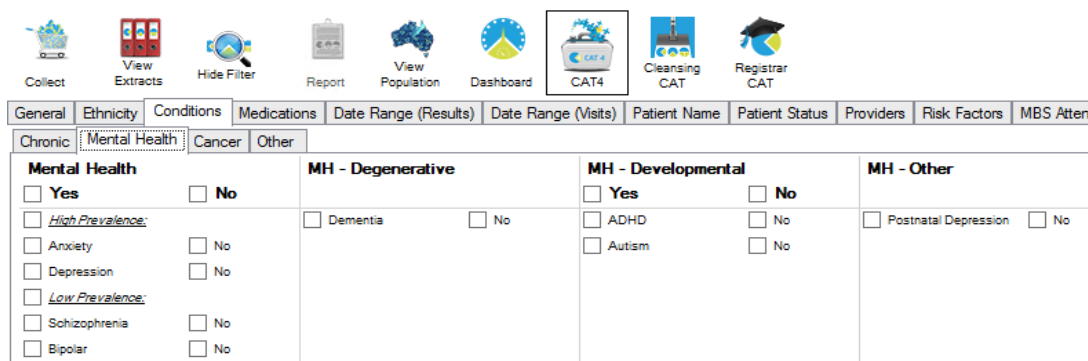 Collect
View
Extracts
Hide Filter
Report
View
Population
Dashboard
CAT 4
CAT4
Cleansing
CAT
Registrar
CAT
General Ethnicity Conditions Medications Date Range (Results) Date Range (Visits) Patient Name Patient Status Providers Risk Factors MBS Atten
Chronic Mental Health Cancer Other
Mental Health MH - Degenerative MH - Developmental MH - Other
Yes No Yes No
High Prevalence: Dementia No ADHD No Postnatal Depression No
Anxiety No Autism No
Depression No
Low Prevalence:
Schizophrenia No
Bipolar No